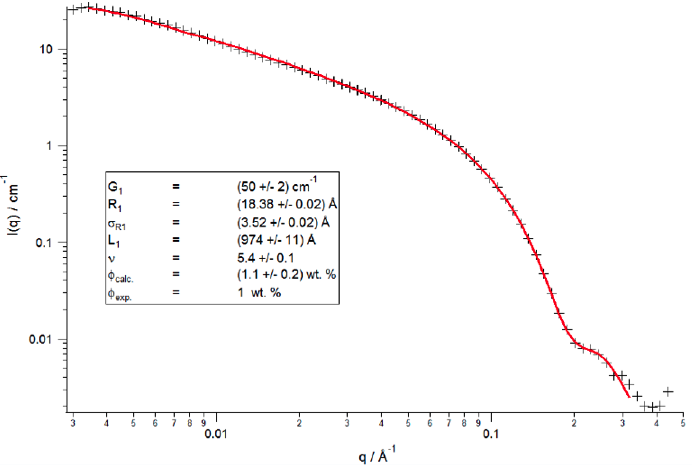 10
1
0.1
0.01
I(q) / cm⁻¹
G₁ = (50 +/- 2) cm⁻¹
R₁ = (18.38 +/- 0.02) Å
σR1 = (3.52 +/- 0.02) Å
L₁ = (974 +/- 11) Å
ν = 5.4 +/- 0.1
ϕcalc. = (1.1 +/- 0.2) wt. %
ϕexp. = 1 wt. %
3 4 5 6 7 8 9 0.01 2 3 4 5 6 7 8 9 0.1 2 3 4 5
q / Å⁻¹